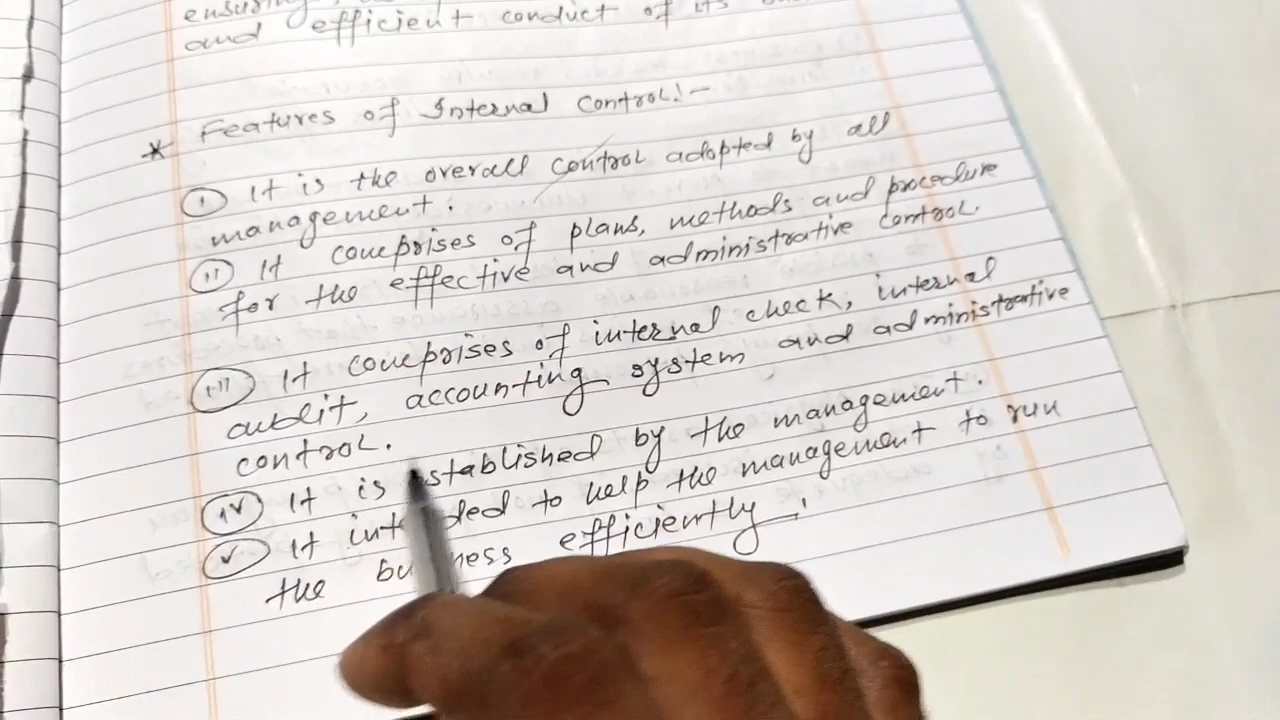 and efficient conduct of its
* Features of Internal Control:-
(i) It is the overall control adopted by all
management.
(ii) It comprises of plans, methods and procedure
for the effective and administrative control.
(iii) It comprises of internal check, internal
audit, accounting system and administrative
control.
(iv) It is established by the management.
(v) It intended to help the management to run
the business efficiently.